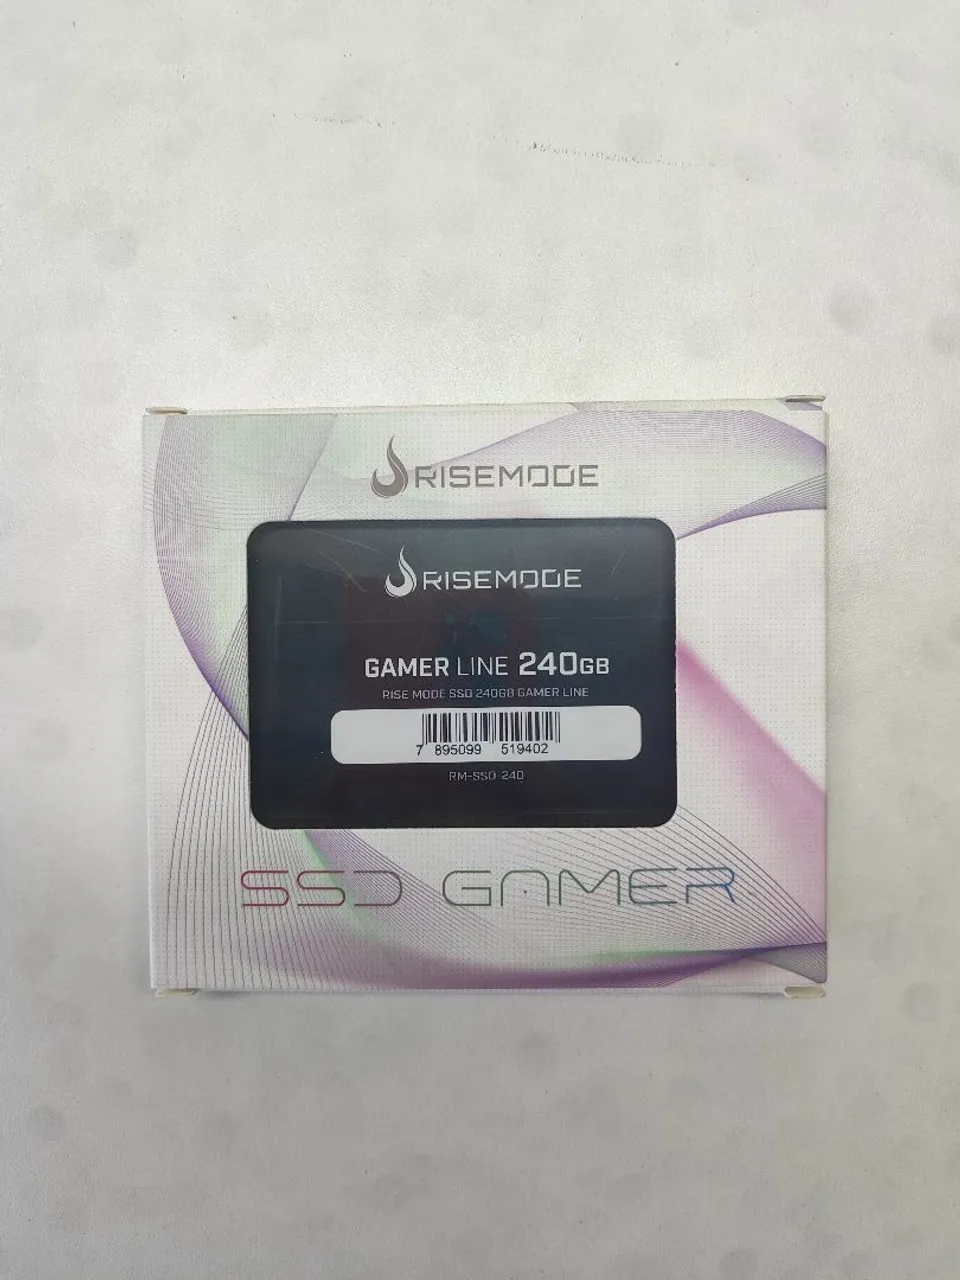 RISEMODE
RISEMODE
GAMER LINE 240GB
RISE MODE SSD 240GB GAMER LINE
7 895099 519402
RM-SSD-240
SSD GAMER